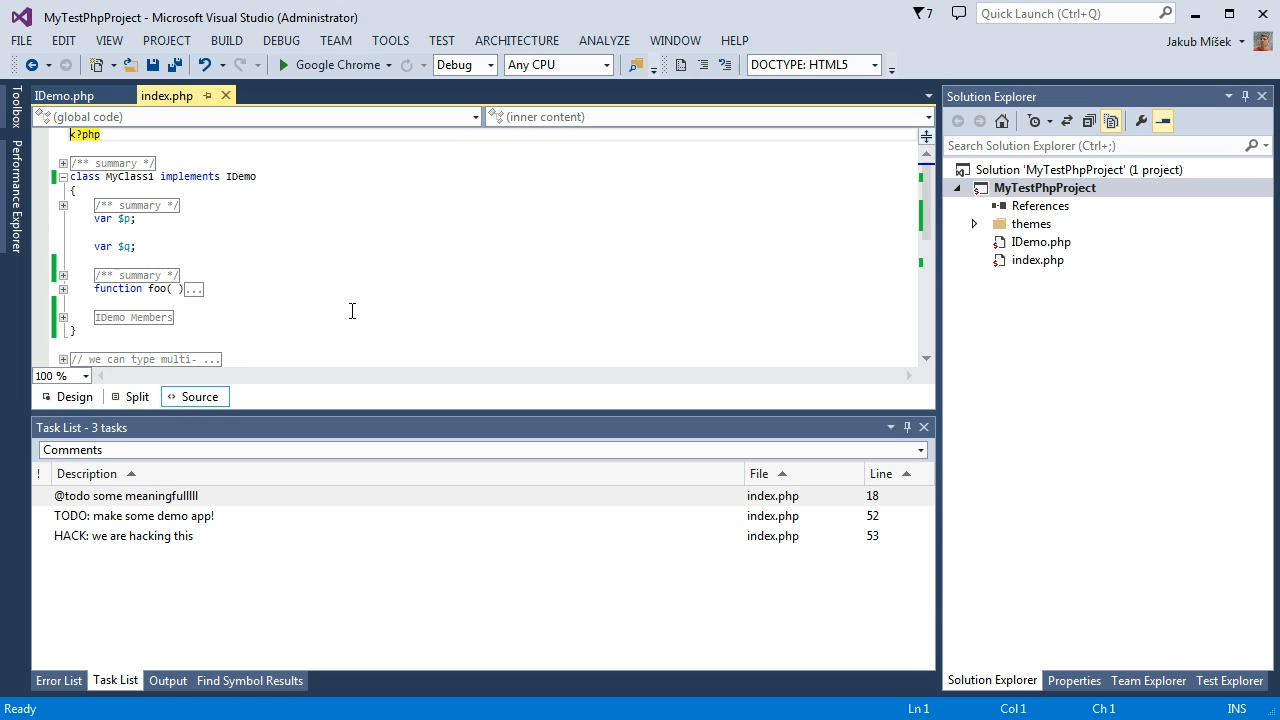 MyTestPhpProject - Microsoft Visual Studio (Administrator)
7
Quick Launch (Ctrl+Q)
FILE EDIT VIEW PROJECT BUILD DEBUG TEAM TOOLS TEST ARCHITECTURE ANALYZE WINDOW HELP
Jakub Míšek
Google Chrome Debug Any CPU DOCTYPE: HTML5
Toolbox
Performance Explorer
IDemo.php index.php
(global code) (inner content)
<?php
/** summary */
class MyClass1 implements IDemo
{
/** summary */
var $p;
var $q;
/** summary */
function foo( )...
IDemo Members
}
// we can type multi- ...
100 %
Design Split Source
Task List - 3 tasks
Comments
! Description File Line
@todo some meaningfulllll index.php 18
TODO: make some demo app! index.php 52
HACK: we are hacking this index.php 53
Error List Task List Output Find Symbol Results
Solution Explorer
Search Solution Explorer (Ctrl+;)
Solution 'MyTestPhpProject' (1 project)
MyTestPhpProject
References
themes
IDemo.php
index.php
Solution Explorer Properties Team Explorer Test Explorer
Ready Ln 1 Col 1 Ch 1 INS